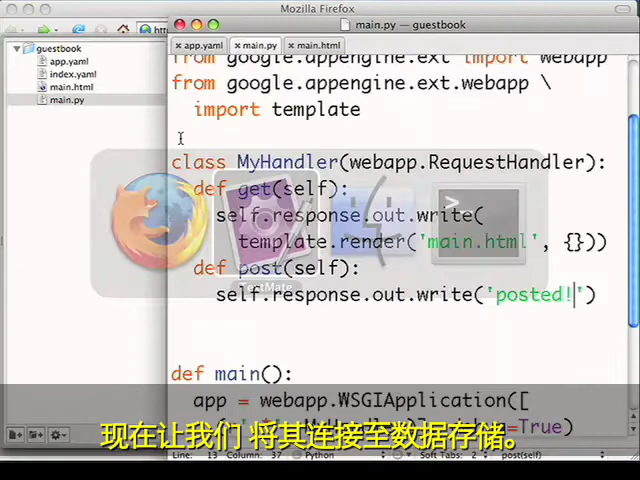 Mozilla Firefox
main.py — guestbook
app.yaml
main.py
main.html
guestbook
app.yaml
index.yaml
main.html
main.py
from google.appengine.ext import webapp
from google.appengine.ext.webapp \
import template
class MyHandler(webapp.RequestHandler):
def get(self):
self.response.out.write(
template.render('main.html', {}))
def post(self):
self.response.out.write('posted!')
TextMate
def main():
app = webapp.WSGIApplication([
=True)
现在让我们 将其连接至数据存储。
Line: 13 Column: 37 Python Soft Tabs: 2 post(self)